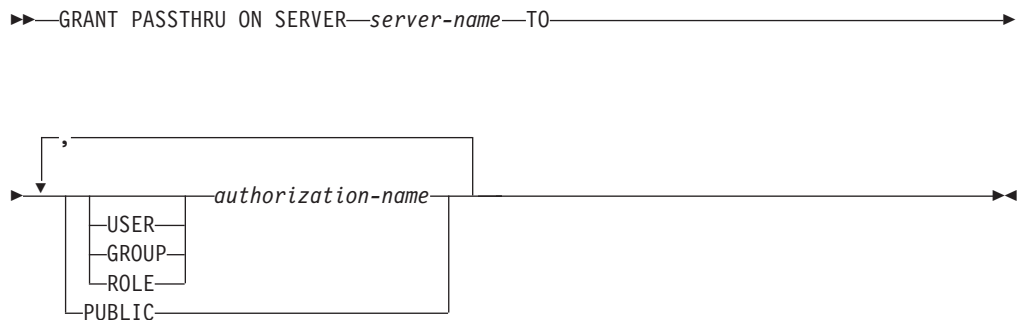 GRANT PASSTHRU ON SERVER server-name TO
,
authorization-name
USER
GROUP
ROLE
PUBLIC